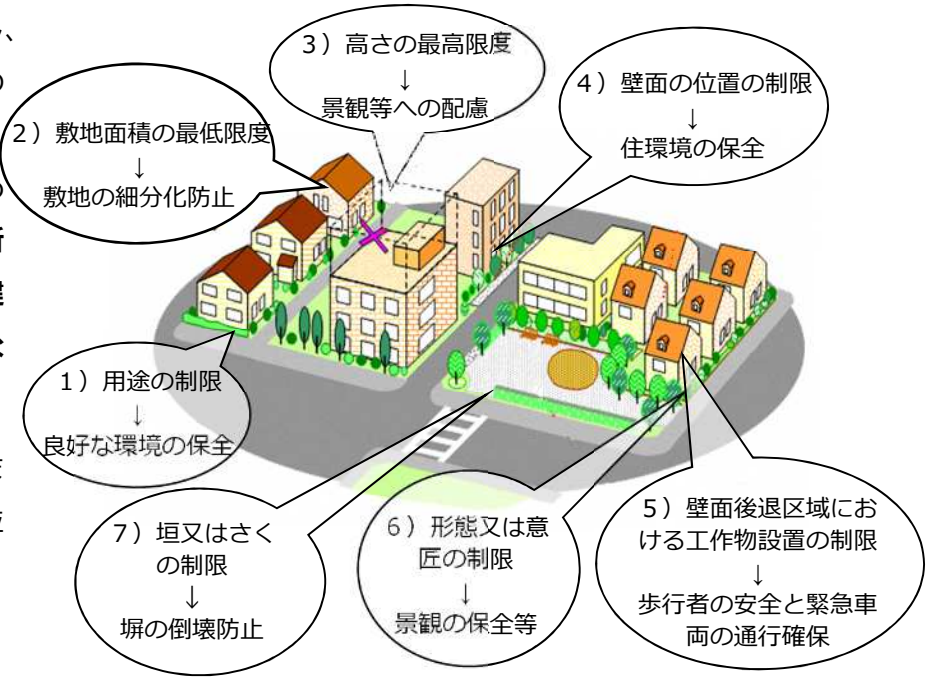 3）高さの最高限度
↓
景観等への配慮
4）壁面の位置の制限
↓
住環境の保全
2）敷地面積の最低限度
↓
敷地の細分化防止
1）用途の制限
↓
良好な環境の保全
7）垣又はさく
の制限
↓
塀の倒壊防止
6）形態又は意
匠の制限
↓
景観の保全等
5）壁面後退区域にお
ける工作物設置の制限
↓
歩行者の安全と緊急車
両の通行確保